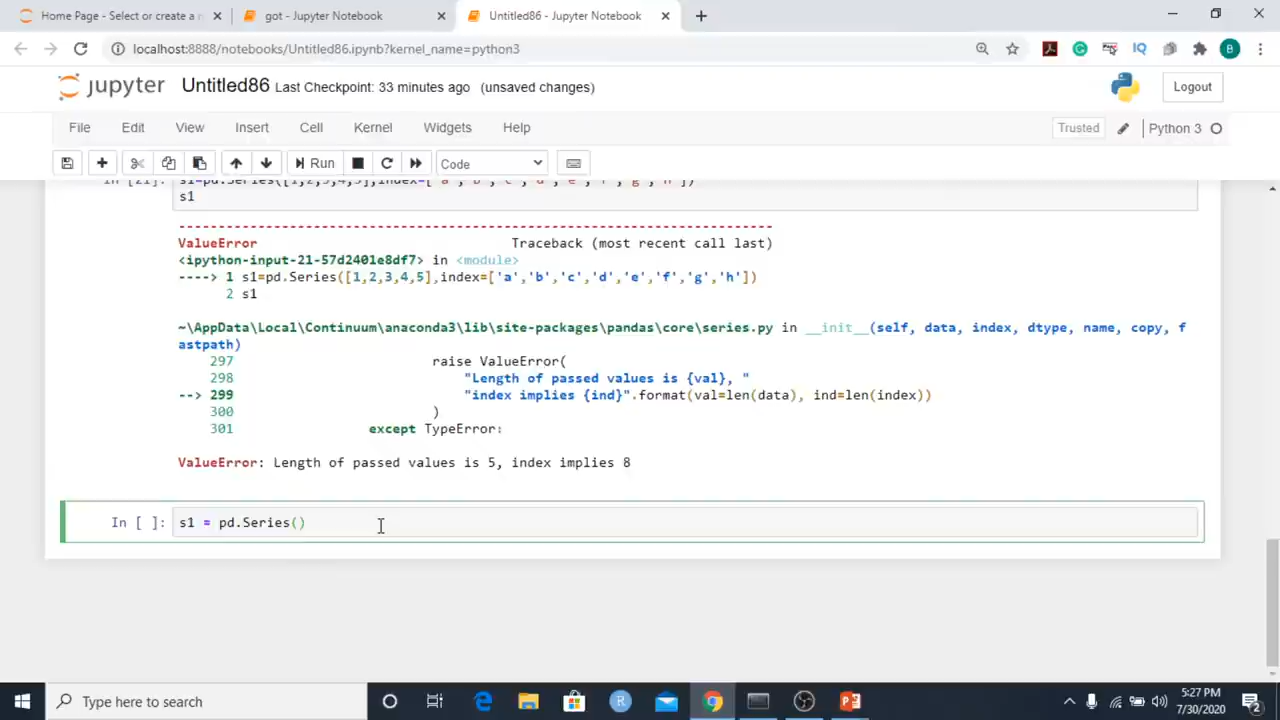 Home Page - Select or create a n
got - Jupyter Notebook
Untitled86 - Jupyter Notebook
localhost:8888/notebooks/Untitled86.ipynb?kernel_name=python3
IQ
B
jupyter Untitled86 Last Checkpoint: 33 minutes ago (unsaved changes)
Logout
File Edit View Insert Cell Kernel Widgets Help
Trusted
Python 3
Run
Code
In [21]: s1=pd.Series([1,2,3,4,5],index=['a','b','c','d','e','f','g','h'])
s1
---------------------------------------------------------------------------
ValueError Traceback (most recent call last)
<ipython-input-21-57d2401e8df7> in <module>
----> 1 s1=pd.Series([1,2,3,4,5],index=['a','b','c','d','e','f','g','h'])
2 s1
~\AppData\Local\Continuum\anaconda3\lib\site-packages\pandas\core\series.py in __init__(self, data, index, dtype, name, copy, f
astpath)
297 raise ValueError(
298 "Length of passed values is {val}, "
--> 299 "index implies {ind}".format(val=len(data), ind=len(index))
300 )
301 except TypeError:
ValueError: Length of passed values is 5, index implies 8
In [ ]: s1 = pd.Series()
Type here to search
R
5:27 PM
7/30/2020
2